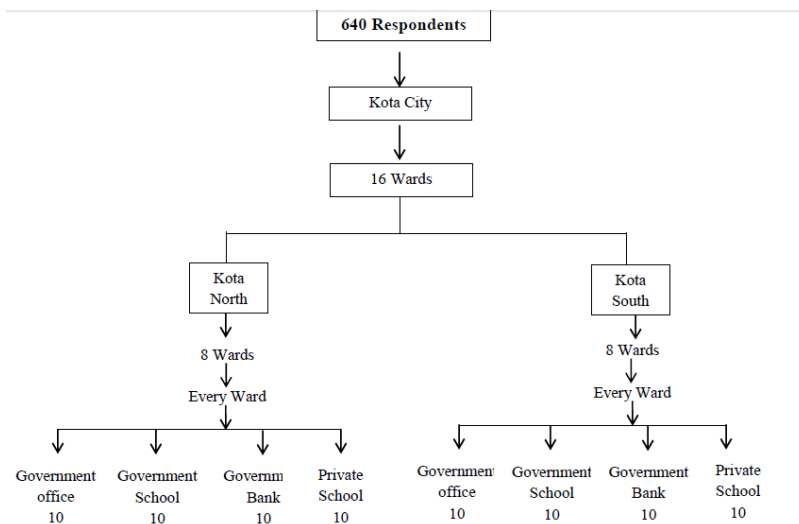 640 Respondents
Kota City
16 Wards
Kota
North
8 Wards
Every Ward
Government
office
10
Government
School
10
Governm
Bank
10
Private
School
10
Kota
South
8 Wards
Every Ward
Government
office
10
Government
School
10
Government
Bank
10
Private
School
10